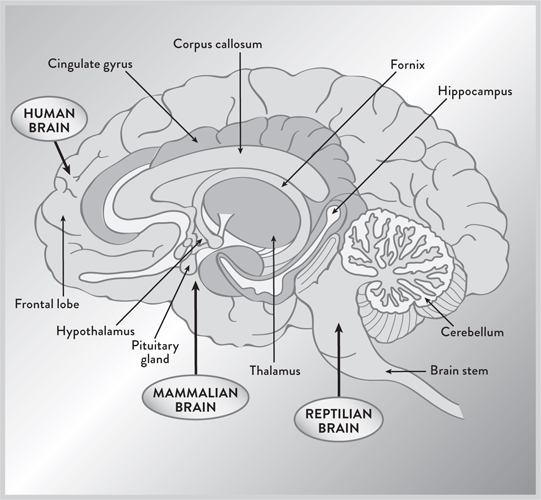 Corpus callosum
Cingulate gyrus
Fornix
Hippocampus
HUMAN
BRAIN
Frontal lobe
Hypothalamus
Pituitary
gland
Thalamus
Cerebellum
Brain stem
MAMMALIAN
BRAIN
REPTILIAN
BRAIN